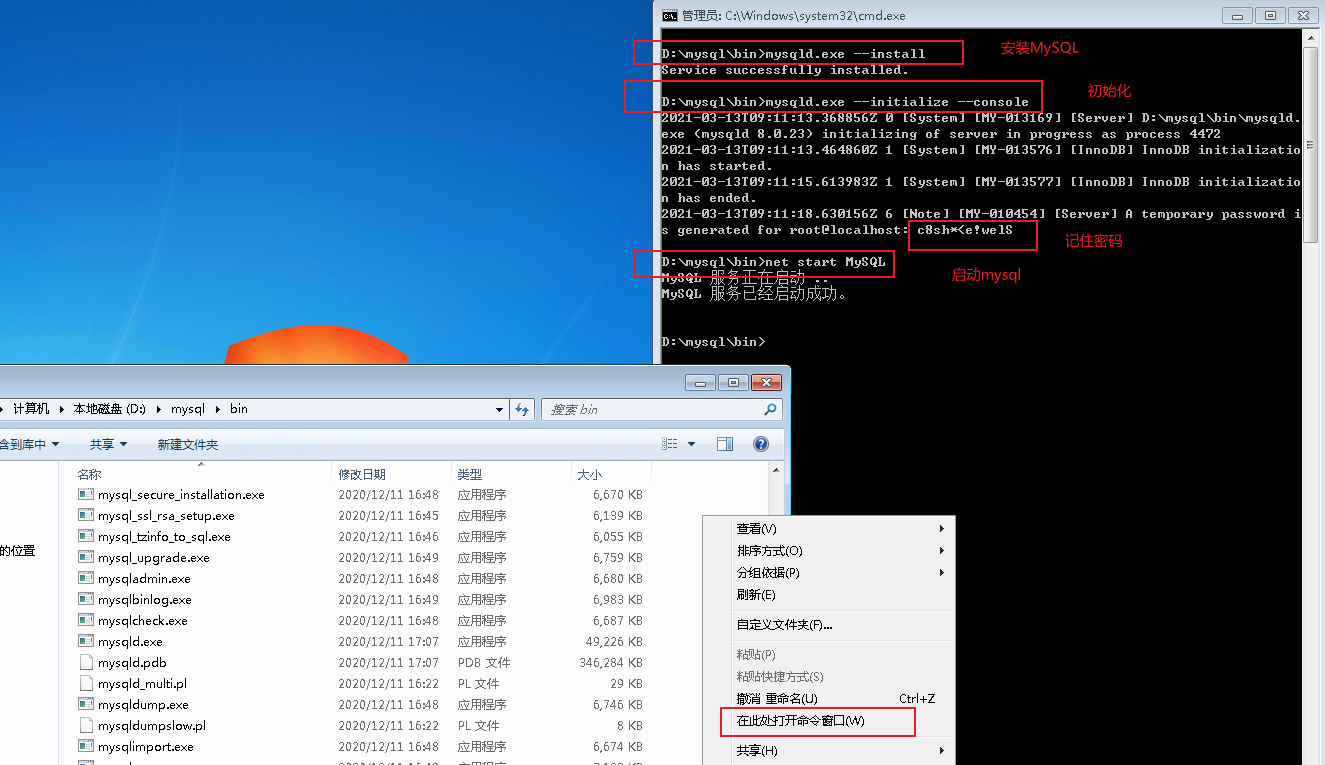 管理员: C:\Windows\system32\cmd.exe
D:\mysql\bin>mysqld.exe --install
安装MySQL
Service successfully installed.
D:\mysql\bin>mysqld.exe --initialize --console
初始化
2021-03-13T09:11:13.368856Z 0 [System] [MY-013169] [Server] D:\mysql\bin\mysqld.
exe (mysqld 8.0.23) initializing of server in progress as process 4472
2021-03-13T09:11:13.464860Z 1 [System] [MY-013576] [InnoDB] InnoDB initializatio
n has started.
2021-03-13T09:11:15.613983Z 1 [System] [MY-013577] [InnoDB] InnoDB initializatio
n has ended.
2021-03-13T09:11:18.630156Z 6 [Note] [MY-010454] [Server] A temporary password i
s generated for root@localhost: c8sh*<e!welS
记住密码
D:\mysql\bin>net start MySQL
启动mysql
MySQL 服务正在启动 ..
MySQL 服务已经启动成功。
D:\mysql\bin>
计算机 本地磁盘 (D:) mysql bin
搜索 bin
含到库中 共享 新建文件夹
名称 修改日期 类型 大小
mysql_secure_installation.exe 2020/12/11 16:48 应用程序 6,670 KB
mysql_ssl_rsa_setup.exe 2020/12/11 16:45 应用程序 6,139 KB
mysql_tzinfo_to_sql.exe 2020/12/11 16:46 应用程序 6,055 KB
的位置
mysql_upgrade.exe 2020/12/11 16:49 应用程序 6,759 KB
mysqladmin.exe 2020/12/11 16:48 应用程序 6,680 KB
mysqlbinlog.exe 2020/12/11 16:49 应用程序 6,983 KB
mysqlcheck.exe 2020/12/11 16:48 应用程序 6,687 KB
mysqld.exe 2020/12/11 17:07 应用程序 49,226 KB
mysqld.pdb 2020/12/11 17:07 PDB 文件 346,284 KB
mysqld_multi.pl 2020/12/11 16:22 PL 文件 29 KB
mysqldump.exe 2020/12/11 16:48 应用程序 6,746 KB
mysqldumpslow.pl 2020/12/11 16:22 PL 文件 8 KB
mysqlimport.exe 2020/12/11 16:48 应用程序 6,674 KB
查看(V)
排序方式(O)
分组依据(P)
刷新(E)
自定义文件夹(F)...
粘贴(P)
粘贴快捷方式(S)
撤消 重命名(U) Ctrl+Z
在此处打开命令窗口(W)
共享(H)